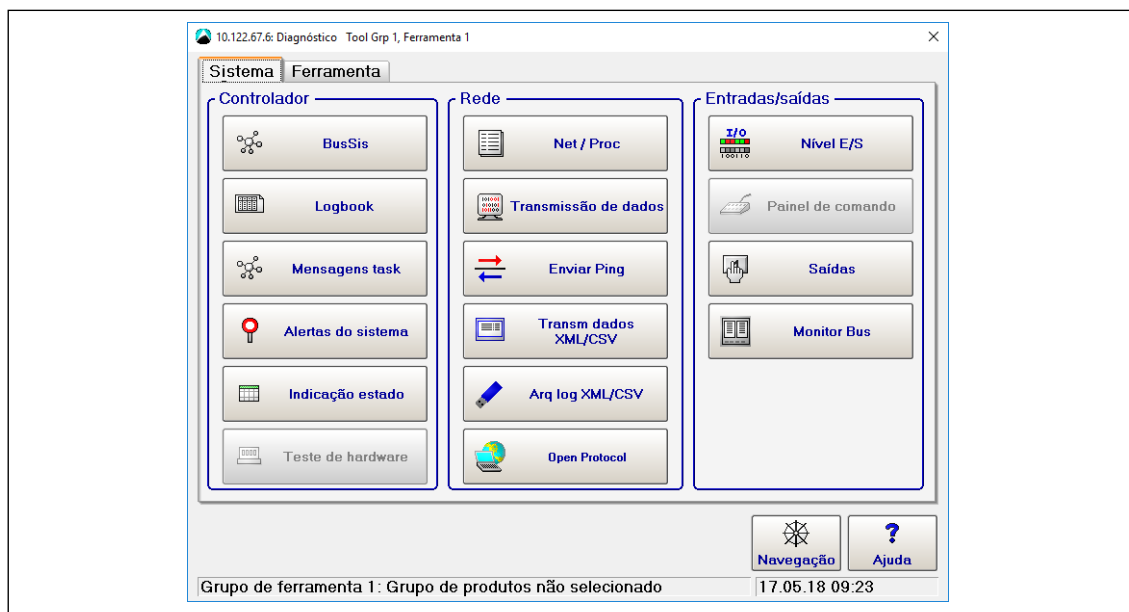 10.122.67.6: Diagnóstico Tool Grp 1, Ferramenta 1
Sistema
Ferramenta
Controlador
BusSis
Logbook
Mensagens task
Alertas do sistema
Indicação estado
Teste de hardware
Rede
Net / Proc
Transmissão de dados
Enviar Ping
Transm dados
XML/CSV
Arq log XML/CSV
Open Protocol
Entradas/saídas
I/O
100110
Nível E/S
Painel de comando
Saídas
Monitor Bus
Navegação
?
Ajuda
Grupo de ferramenta 1: Grupo de produtos não selecionado
17.05.18 09:23